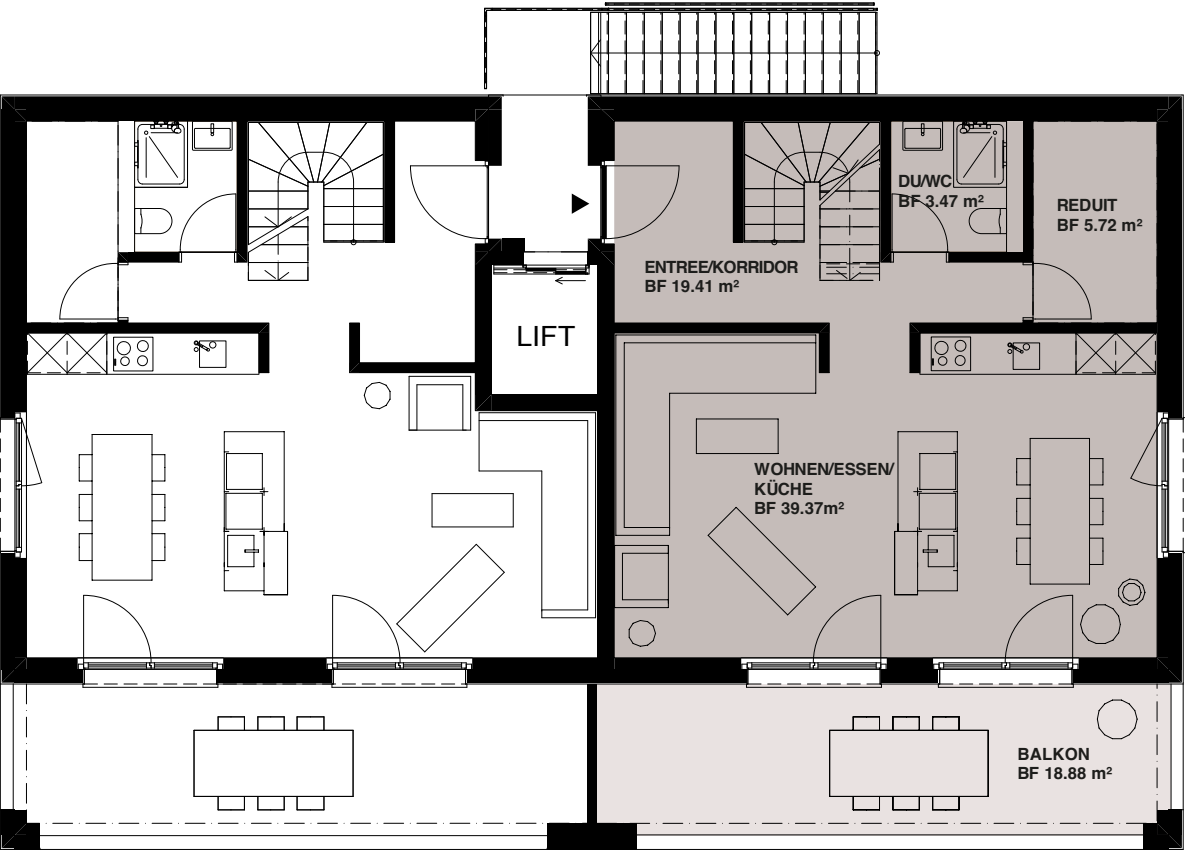 DU/WC
BF 3.47 m²
REDUIT
BF 5.72 m²
ENTREE/KORRIDOR
BF 19.41 m²
LIFT
WOHNEN/ESSEN/
KÜCHE
BF 39.37m²
BALKON
BF 18.88 m²